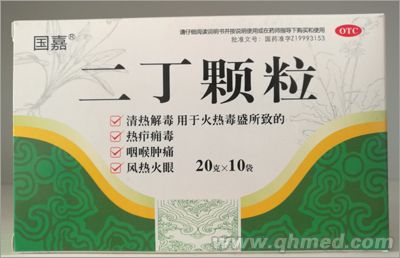 请仔细阅读说明书并按说明使用或在药师指导下购买和使用
批准文号：国药准字Z19993153
OTC
国嘉®
二丁颗粒
清热解毒 用于火热毒盛所致的
热疖痈毒
咽喉肿痛
风热火眼
20克×10袋
www.qhmed.com